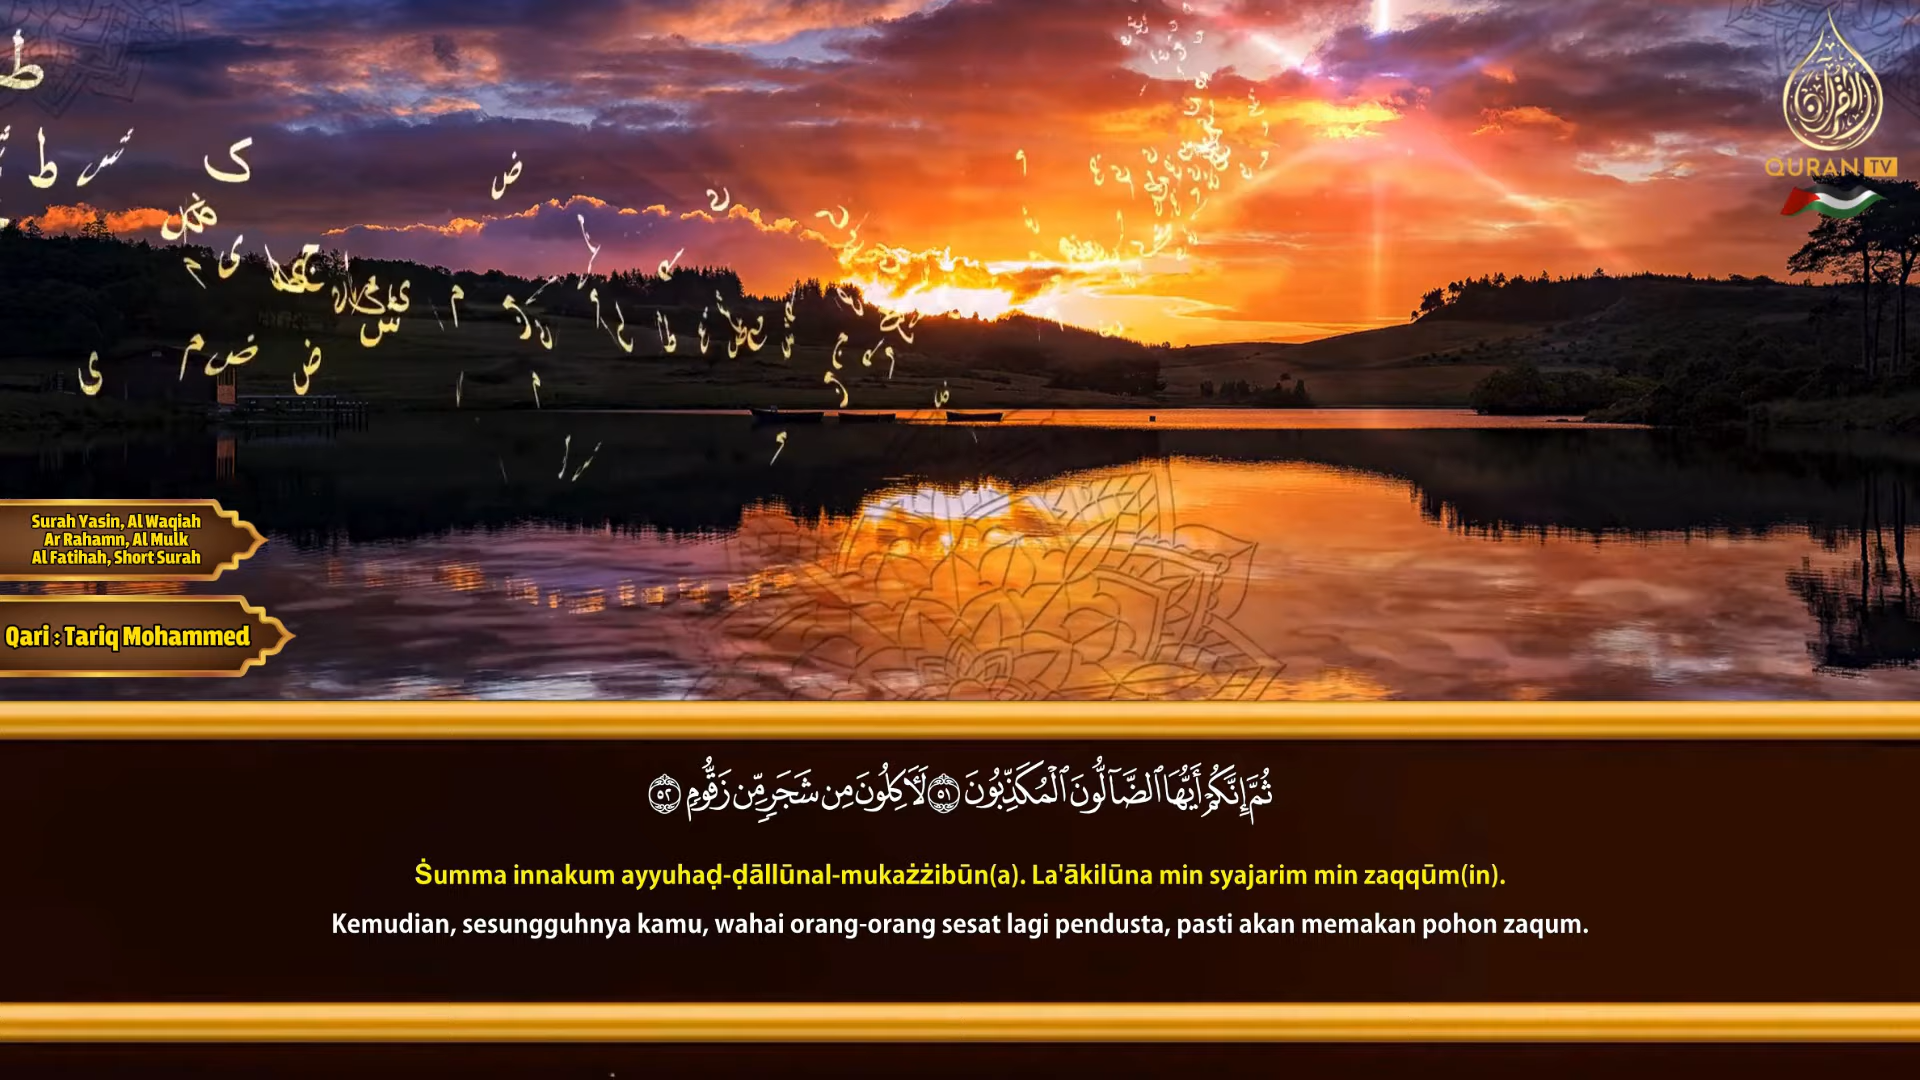 القرآن
QURAN TV
Surah Yasin, Al Waqiah
Ar Rahamn, Al Mulk
Al Fatihah, Short Surah
Qari : Tariq Mohammed
ثُمَّ إِنَّكُمْ أَيُّهَا ٱلضَّآلُّونَ ٱلْمُكَذِّبُونَ ٥١ لَـَٔاكِلُونَ مِن شَجَرٍ مِّن زَقُّومٍ ٥٢
Ṡumma innakum ayyuhaḍ-ḍāllūnal-mukażżibūn(a). La'ākilūna min syajarim min zaqqūm(in).
Kemudian, sesungguhnya kamu, wahai orang-orang sesat lagi pendusta, pasti akan memakan pohon zaqum.